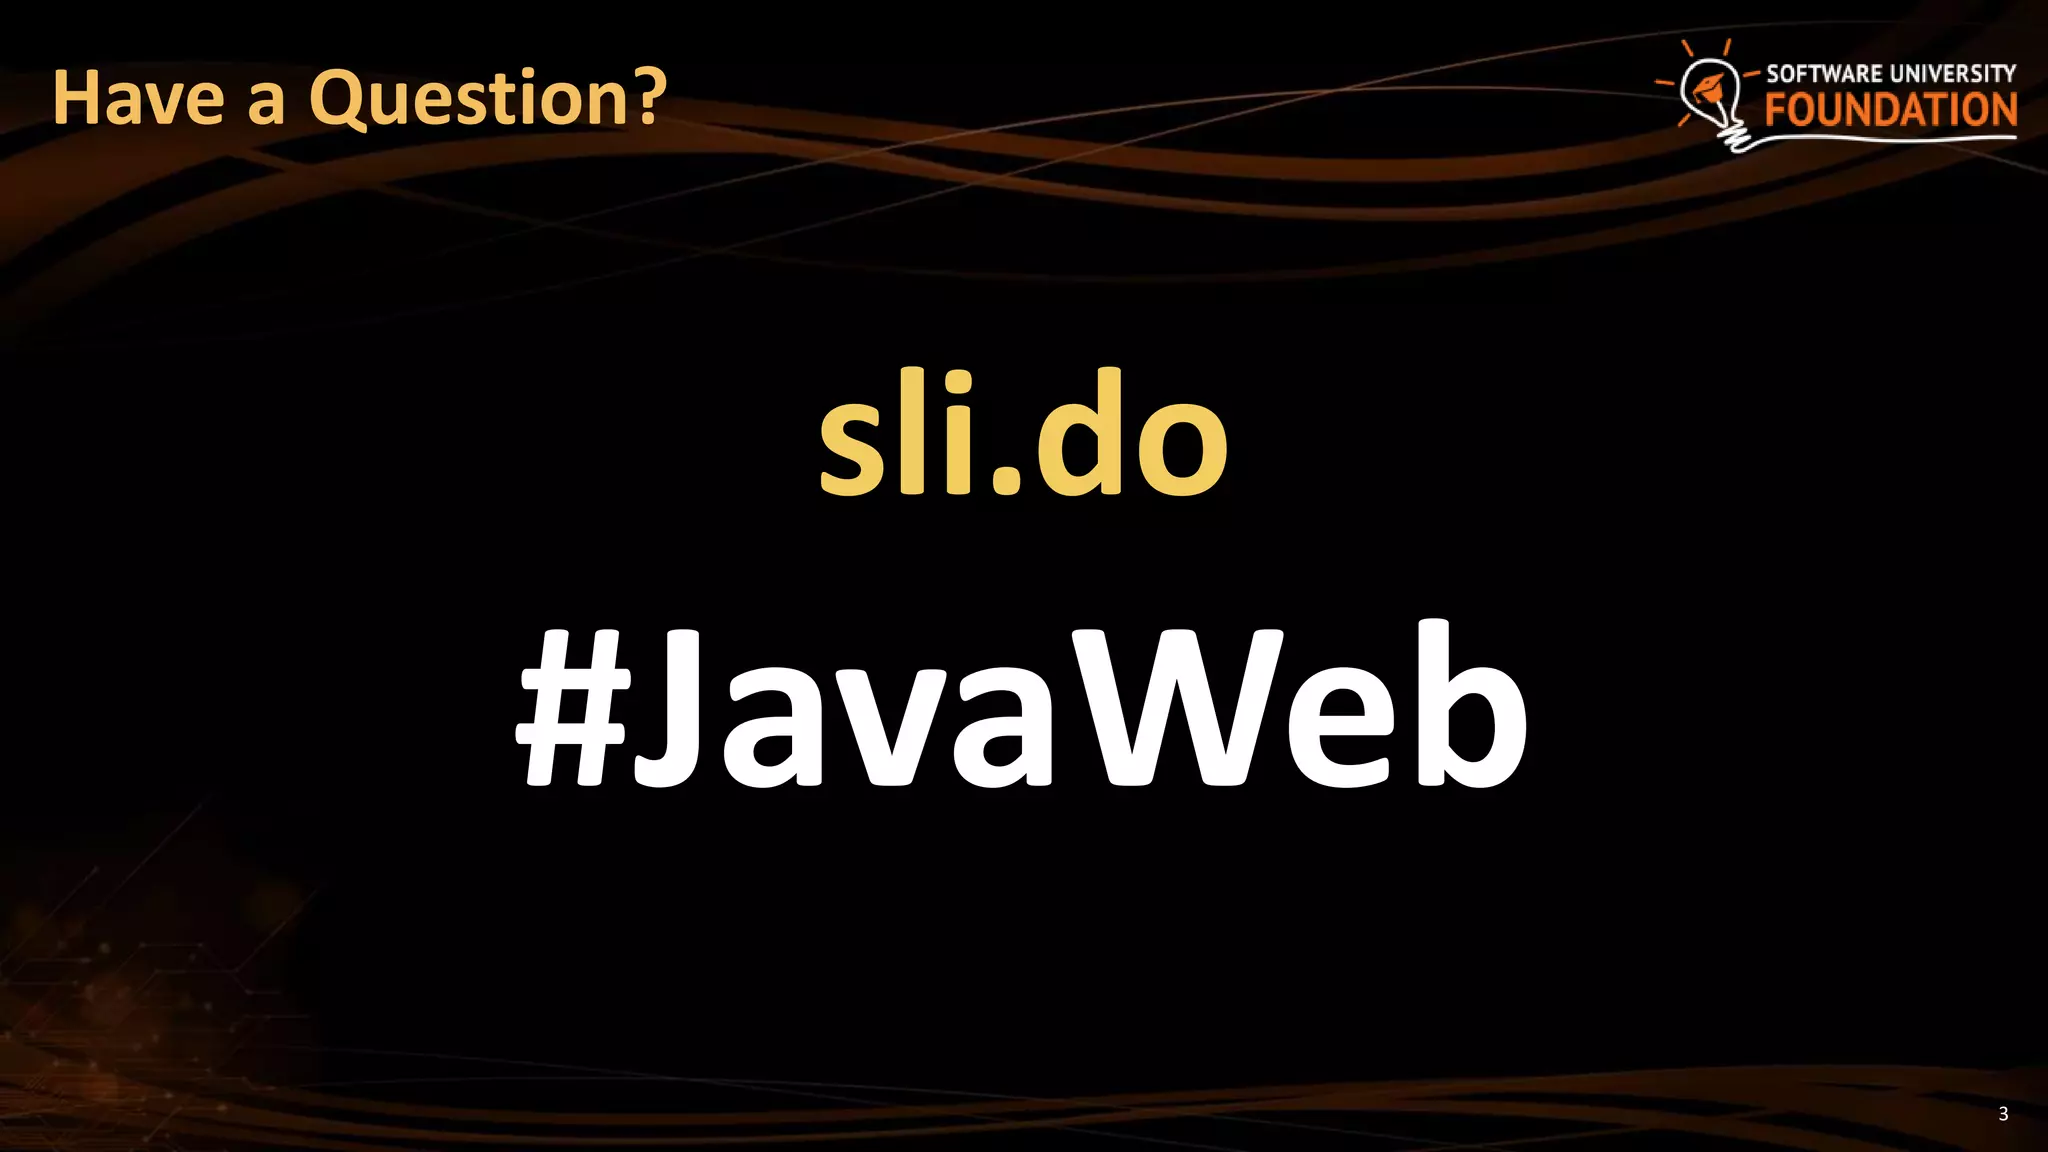 Have a Question?
SOFTWARE UNIVERSITY
FOUNDATION
sli.do
#JavaWeb
3